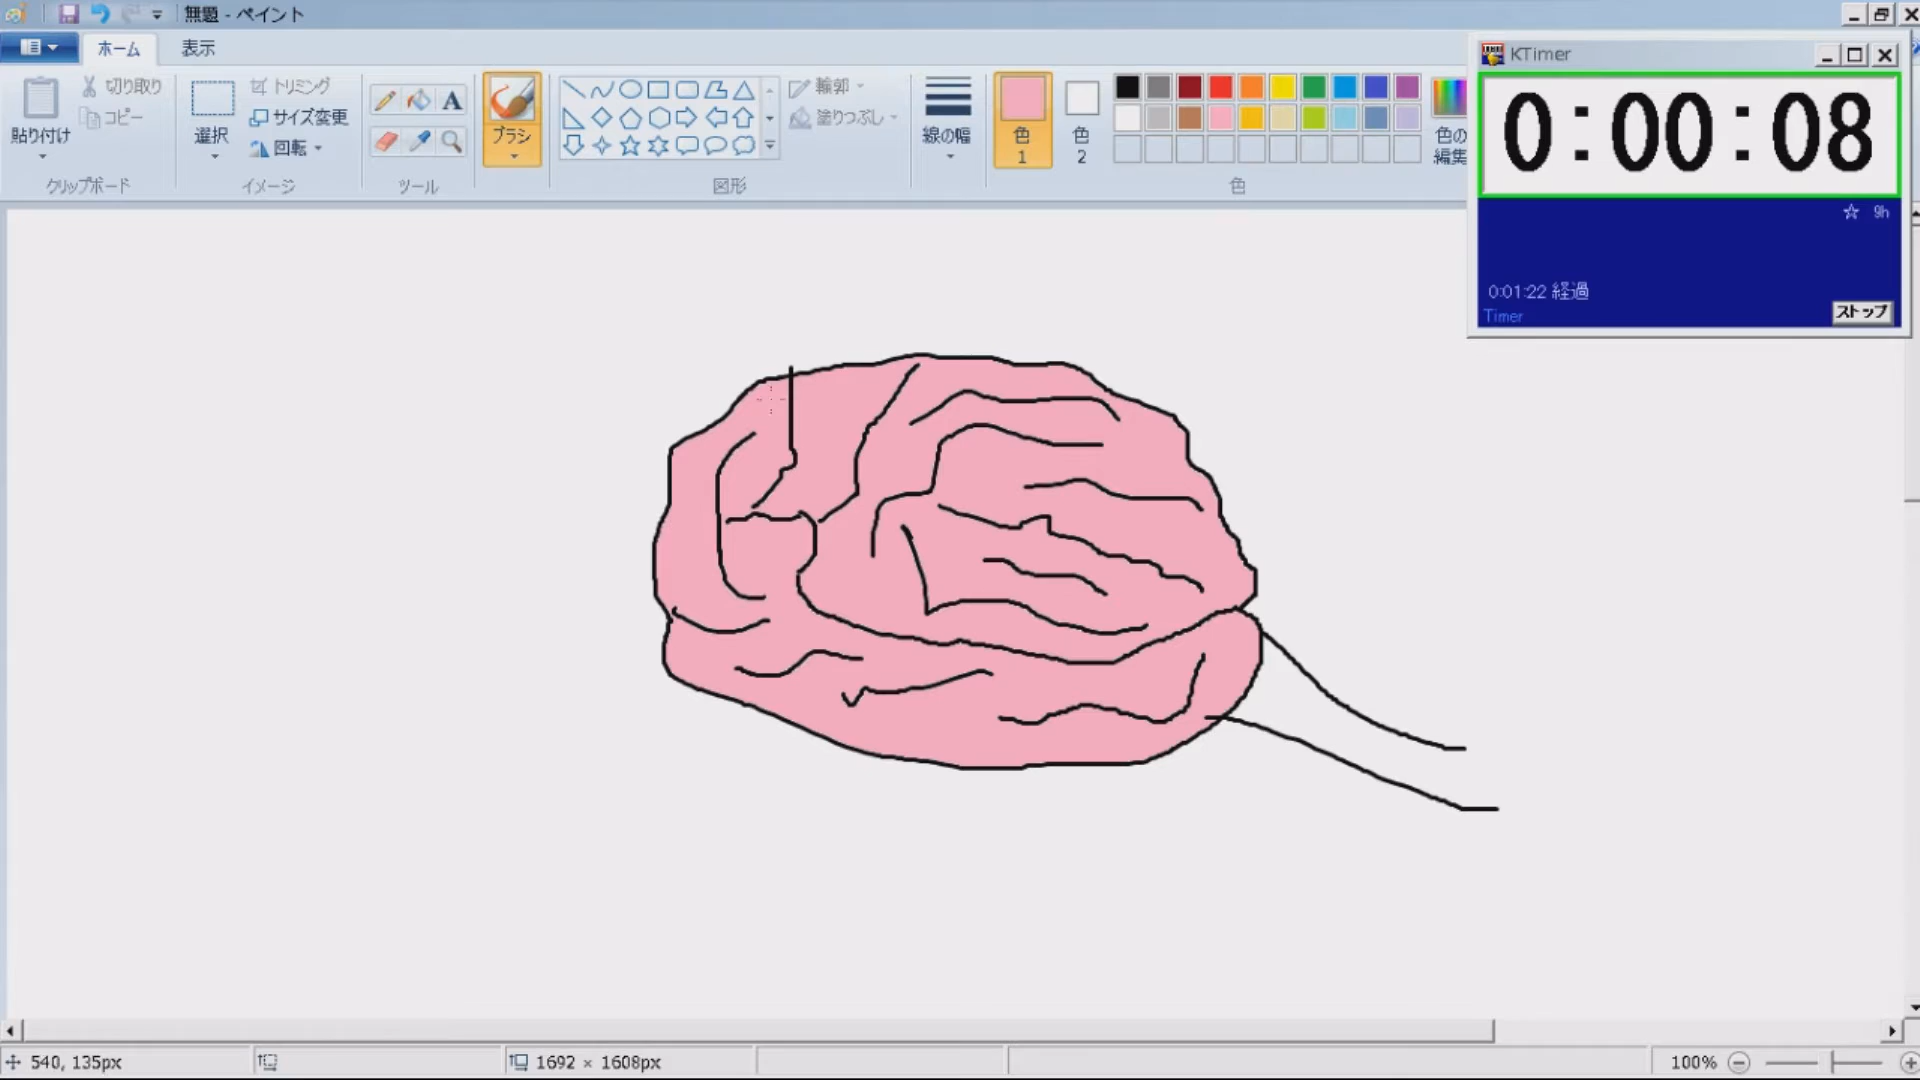 無題 - ペイント
ホーム
表示
貼り付け
切り取り
コピー
クリップボード
選択
トリミング
サイズ変更
回転
イメージ
A
ツール
ブラシ
輪郭
塗りつぶし
図形
線の幅
色
1
色
2
色の
編集
色
KTimer
0:00:08
☆ 9h
0:01:22 経過
Timer
ストップ
540, 135px
1692 × 1608px
100%